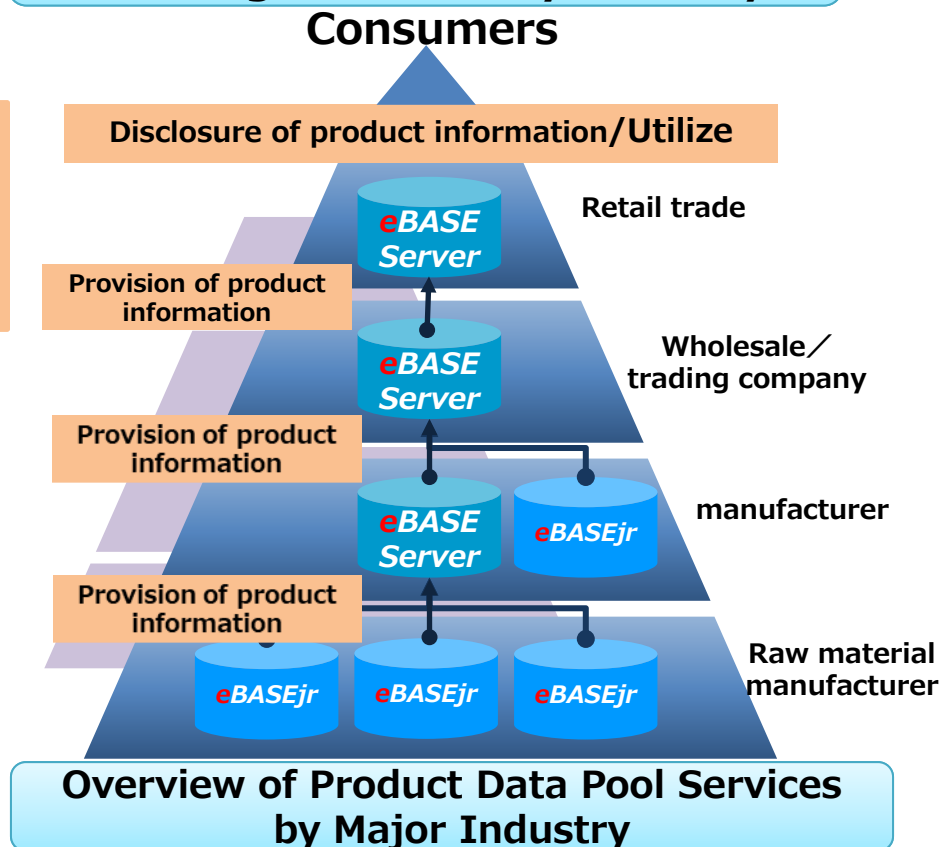 Consumers
Disclosure of product information/Utilize
eBASE
Server
Retail trade
Provision of product
information
eBASE
Server
Wholesale／
trading company
Provision of product
information
eBASE
Server
eBASEjr
manufacturer
Provision of product
information
eBASEjr
eBASEjr
eBASEjr
Raw material
manufacturer
Overview of Product Data Pool Services
by Major Industry